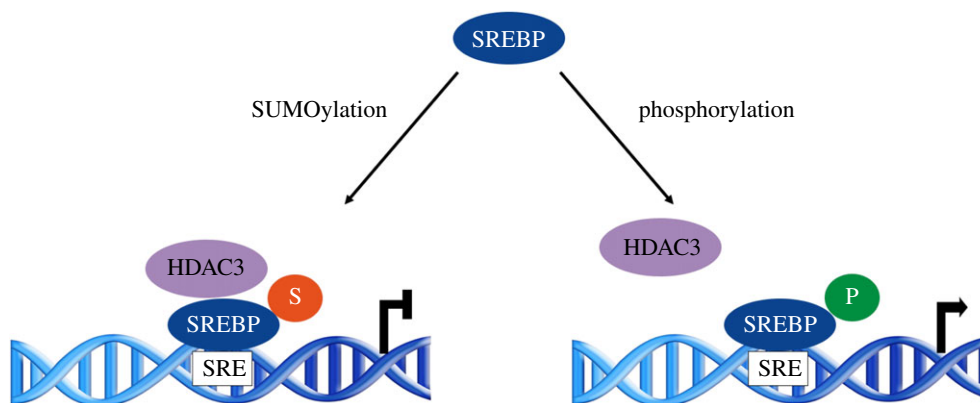 SREBP
SUMOylation
phosphorylation
HDAC3
S
SREBP
SRE
HDAC3
P
SREBP
SRE